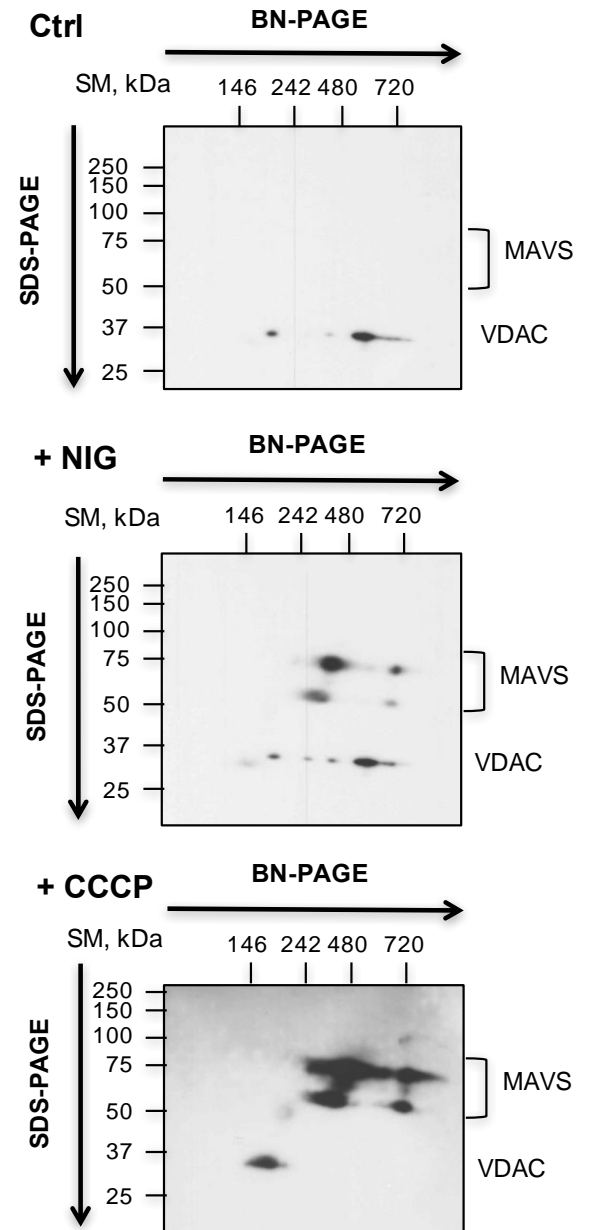 Ctrl
BN-PAGE
SM, kDa 146 242 480 720
SDS-PAGE
250
150
100
75
50
37
25
MAVS
VDAC
+ NIG
BN-PAGE
SM, kDa 146 242 480 720
SDS-PAGE
250
150
100
75
50
37
25
MAVS
VDAC
+ CCCP
BN-PAGE
SM, kDa 146 242 480 720
SDS-PAGE
250
150
100
75
50
37
25
MAVS
VDAC